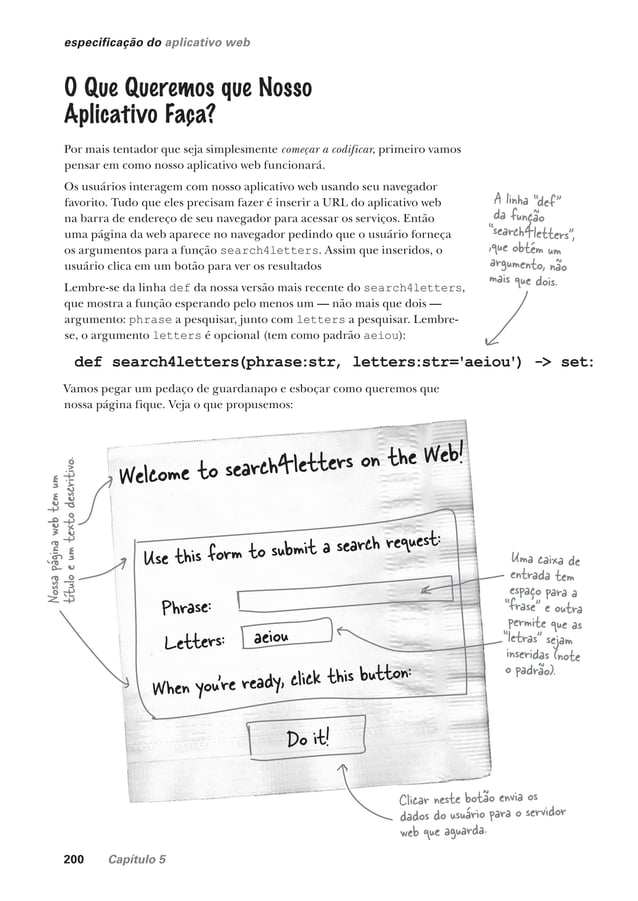 especificação do aplicativo web
O Que Queremos que Nosso
Aplicativo Faça?
Por mais tentador que seja simplesmente começar a codificar, primeiro vamos
pensar em como nosso aplicativo web funcionará.
Os usuários interagem com nosso aplicativo web usando seu navegador
favorito. Tudo que eles precisam fazer é inserir a URL do aplicativo web
na barra de endereço de seu navegador para acessar os serviços. Então
uma página da web aparece no navegador pedindo que o usuário forneça
os argumentos para a função search4letters. Assim que inseridos, o
usuário clica em um botão para ver os resultados
Lembre-se da linha def da nossa versão mais recente do search4letters,
que mostra a função esperando pelo menos um — não mais que dois —
argumento: phrase a pesquisar, junto com letters a pesquisar. Lembre-
se, o argumento letters é opcional (tem como padrão aeiou):
A linha “def”
da função
“search4letters”,
,que obtém um
argumento, não
mais que dois.
def search4letters(phrase:str, letters:str='aeiou') -> set:
Vamos pegar um pedaço de guardanapo e esboçar como queremos que
nossa página fique. Veja o que propusemos:
Nossa página web tem um
título e um texto descritivo.
Welcome to search4letters on the Web!
Use this form to submit a search request:
Phrase:
Letters: aeiou
When you're ready, click this button:
Do it!
Uma caixa de
entrada tem
espaço para a
“frase” e outra
permite que as
“letras” sejam
inseridas (note
o padrão).
Clicar neste botão envia os
dados do usuário para o servidor
web que aguarda.
200 Capítulo 5